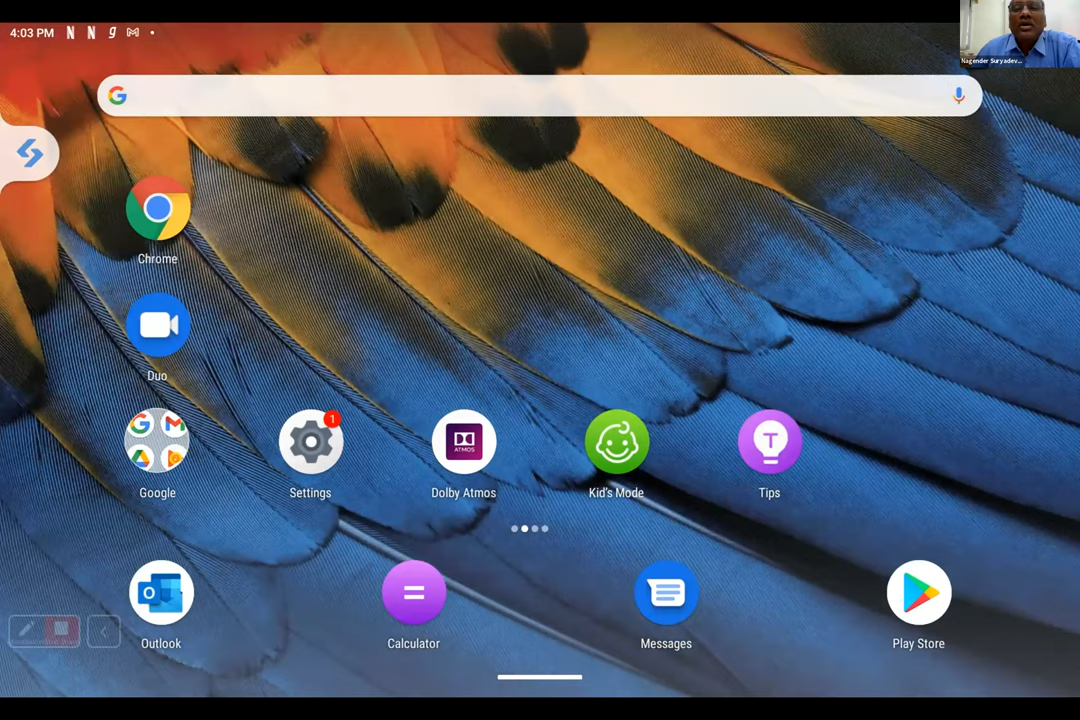 4:03 PM
Nagender Suryadev...
Chrome
Duo
1
ATMOS
T
Google
Settings
Dolby Atmos
Kid's Mode
Tips
Outlook
Calculator
Messages
Play Store